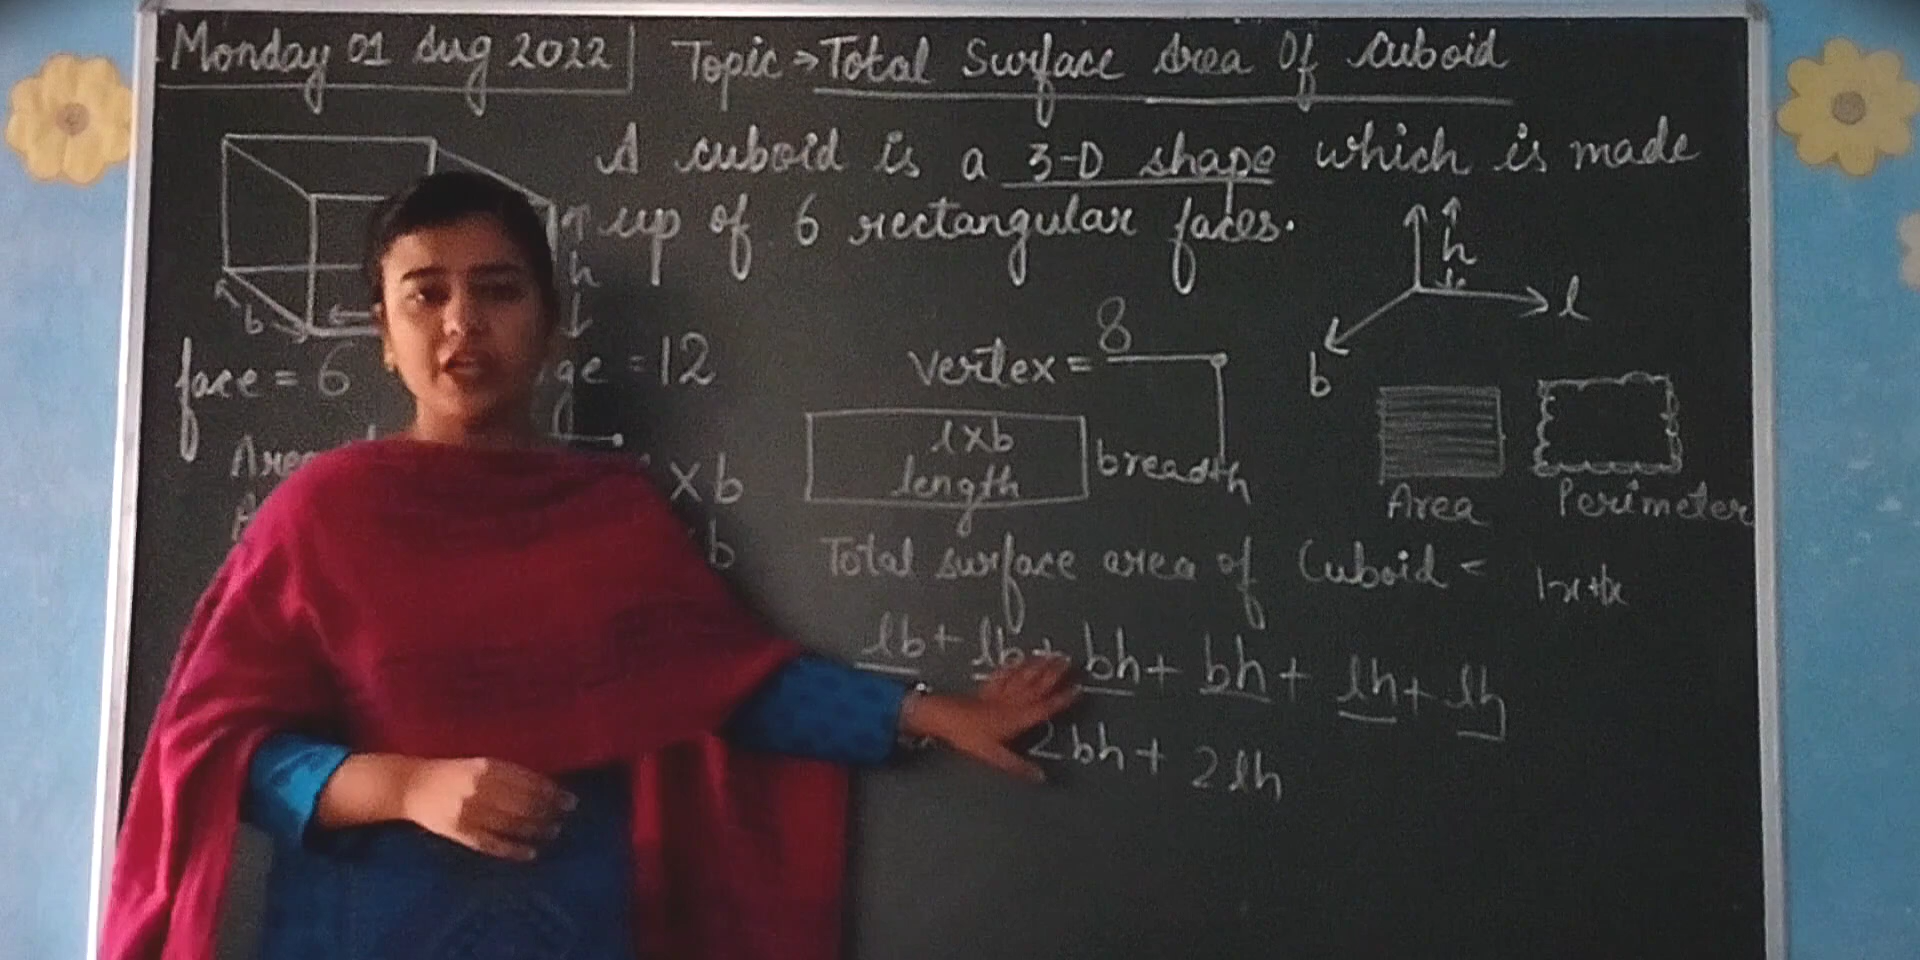 Monday 01 Aug 2022
Topic → Total Surface Area Of Cuboid
A cuboid is a 3-D shape which is made
up of 6 rectangular faces.
h
b
h
l
b
face = 6
= 12
vertex = 8
l×b
length
breadth
Area
Perimeter
× b
b
Total surface area of Cuboid =
lb + lb + bh + bh + lh + lh
2bh + 2lh